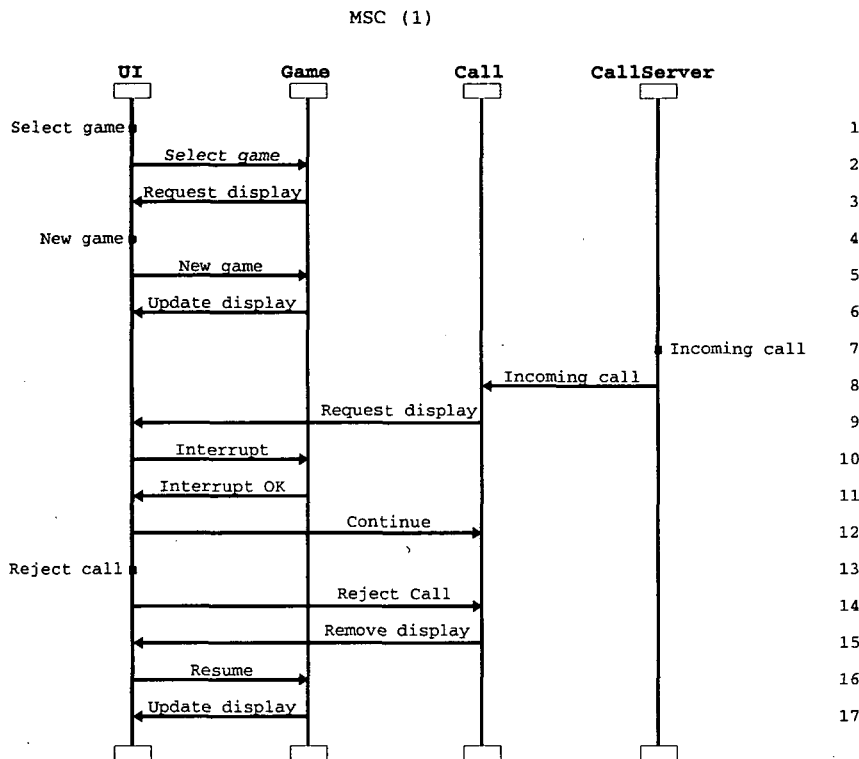 MSC (1)
UI Game Call CallServer
Select game 1
Select game 2
Request display 3
New game 4
New game 5
Update display 6
Incoming call 7
Incoming call 8
Request display 9
Interrupt 10
Interrupt OK 11
Continue 12
Reject call 13
Reject Call 14
Remove display 15
Resume 16
Update display 17